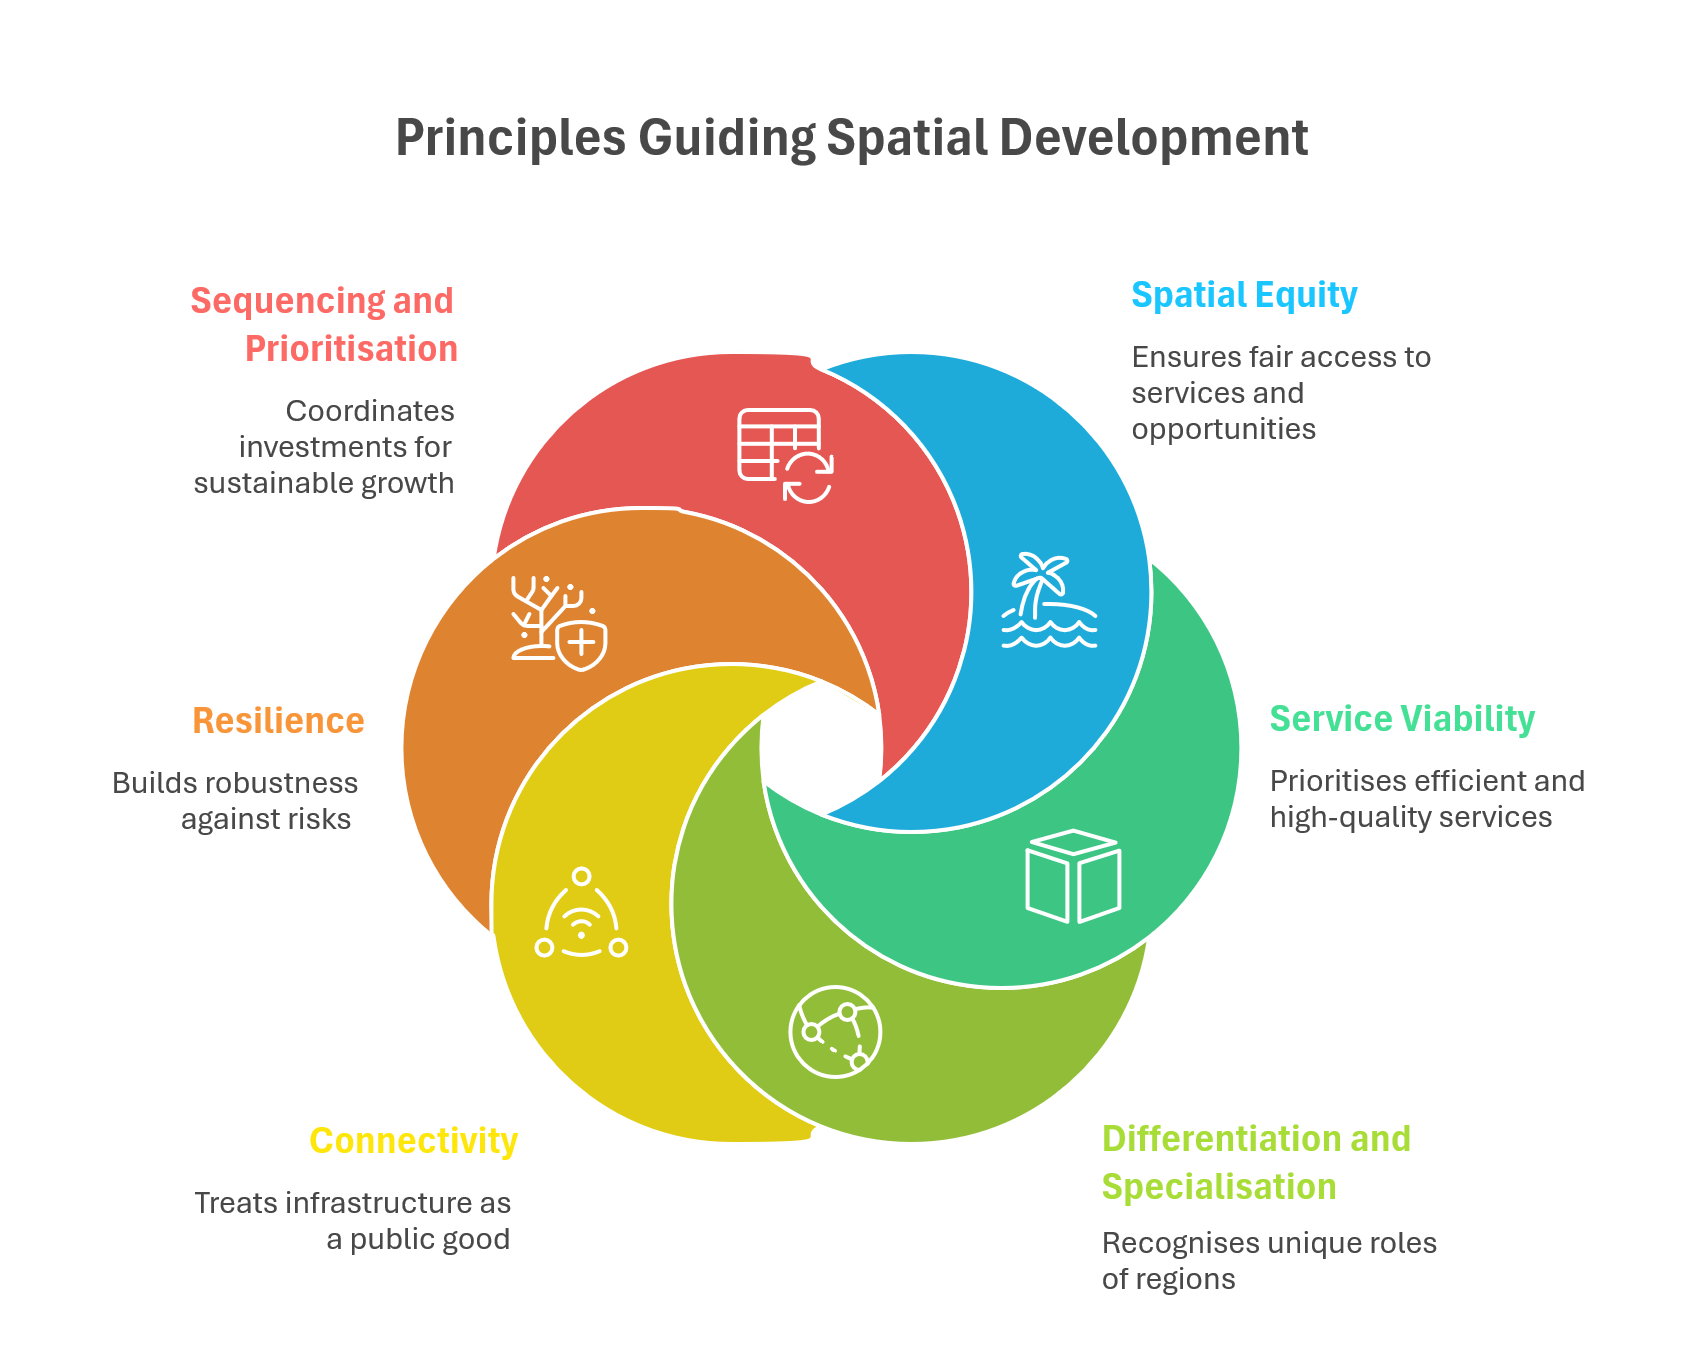 Principles Guiding Spatial Development
Sequencing and
Prioritisation
Coordinates
investments for
sustainable growth
Spatial Equity
Ensures fair access to
services and
opportunities
Resilience
Builds robustness
against risks
Service Viability
Prioritises efficient and
high-quality services
Connectivity
Treats infrastructure as
a public good
Differentiation and
Specialisation
Recognises unique roles
of regions